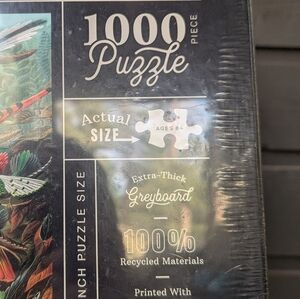 1000
PIECE
Puzzle
Actual
SIZE
AGES 8+
Extra-Thick
Greyboard
100%
Recycled Materials
NCH PUZZLE SIZE
Printed With